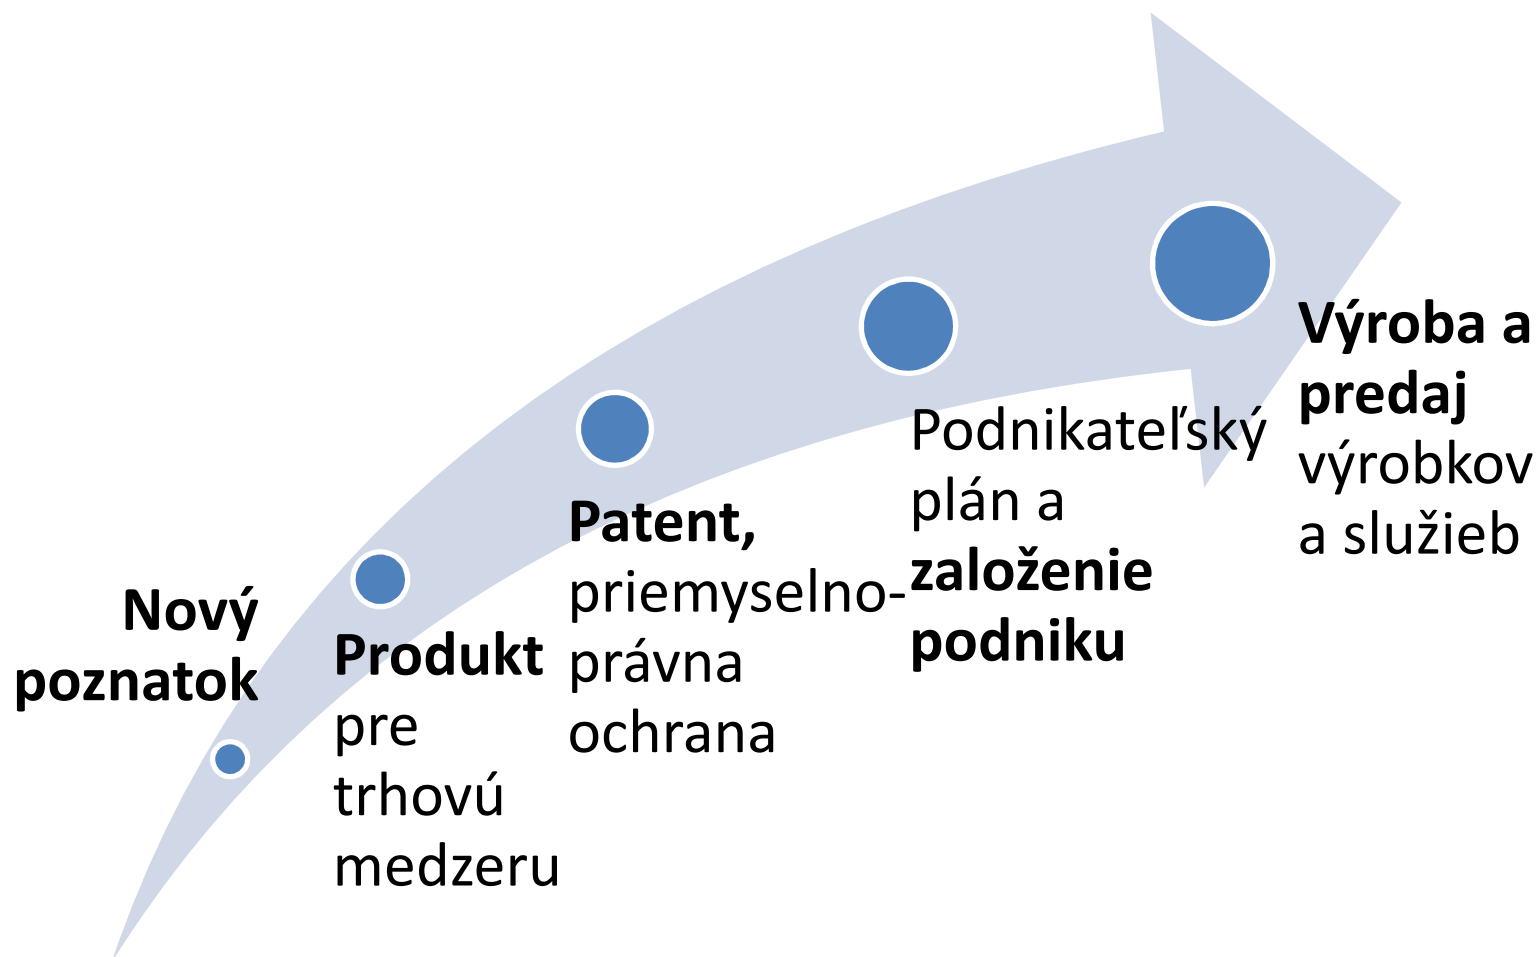 Nový
poznatok
Produkt
pre
trhovú
medzeru
Patent,
priemyselno-
právna
ochrana
Podnikateľský
plán a
založenie
podniku
Výroba a
predaj
výrobkov
a služieb